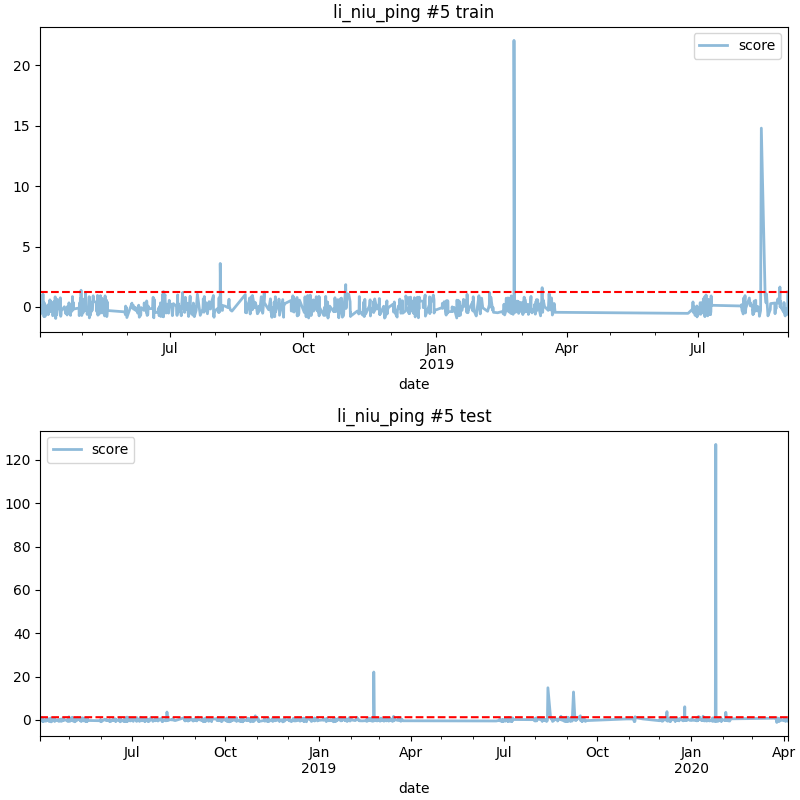 li_niu_ping #5 train
score
20
15
10
5
0
Jul Oct Jan Apr Jul
2019
date
li_niu_ping #5 test
score
120
100
80
60
40
20
0
Jul Oct Jan Apr Jul Oct Jan Apr
2019 2020
date